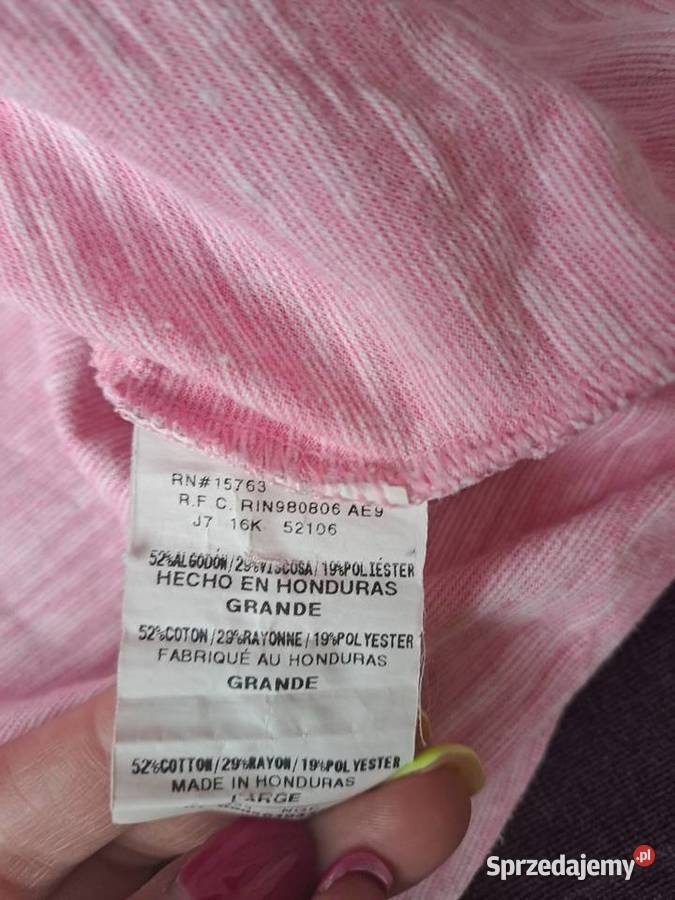 RN#15763
R.F C. RIN980806 AE9
J7 16K 52106
52%ALGODÓN/29%VISCOSA/19%POLIÉSTER
HECHO EN HONDURAS
GRANDE
52%COTON/29%RAYONNE/19%POLYESTER
FABRIQUÉ AU HONDURAS
GRANDE
52%COTTON/29%RAYON/19%POLYESTER
MADE IN HONDURAS
LARGE
Sprzedajemy.pl